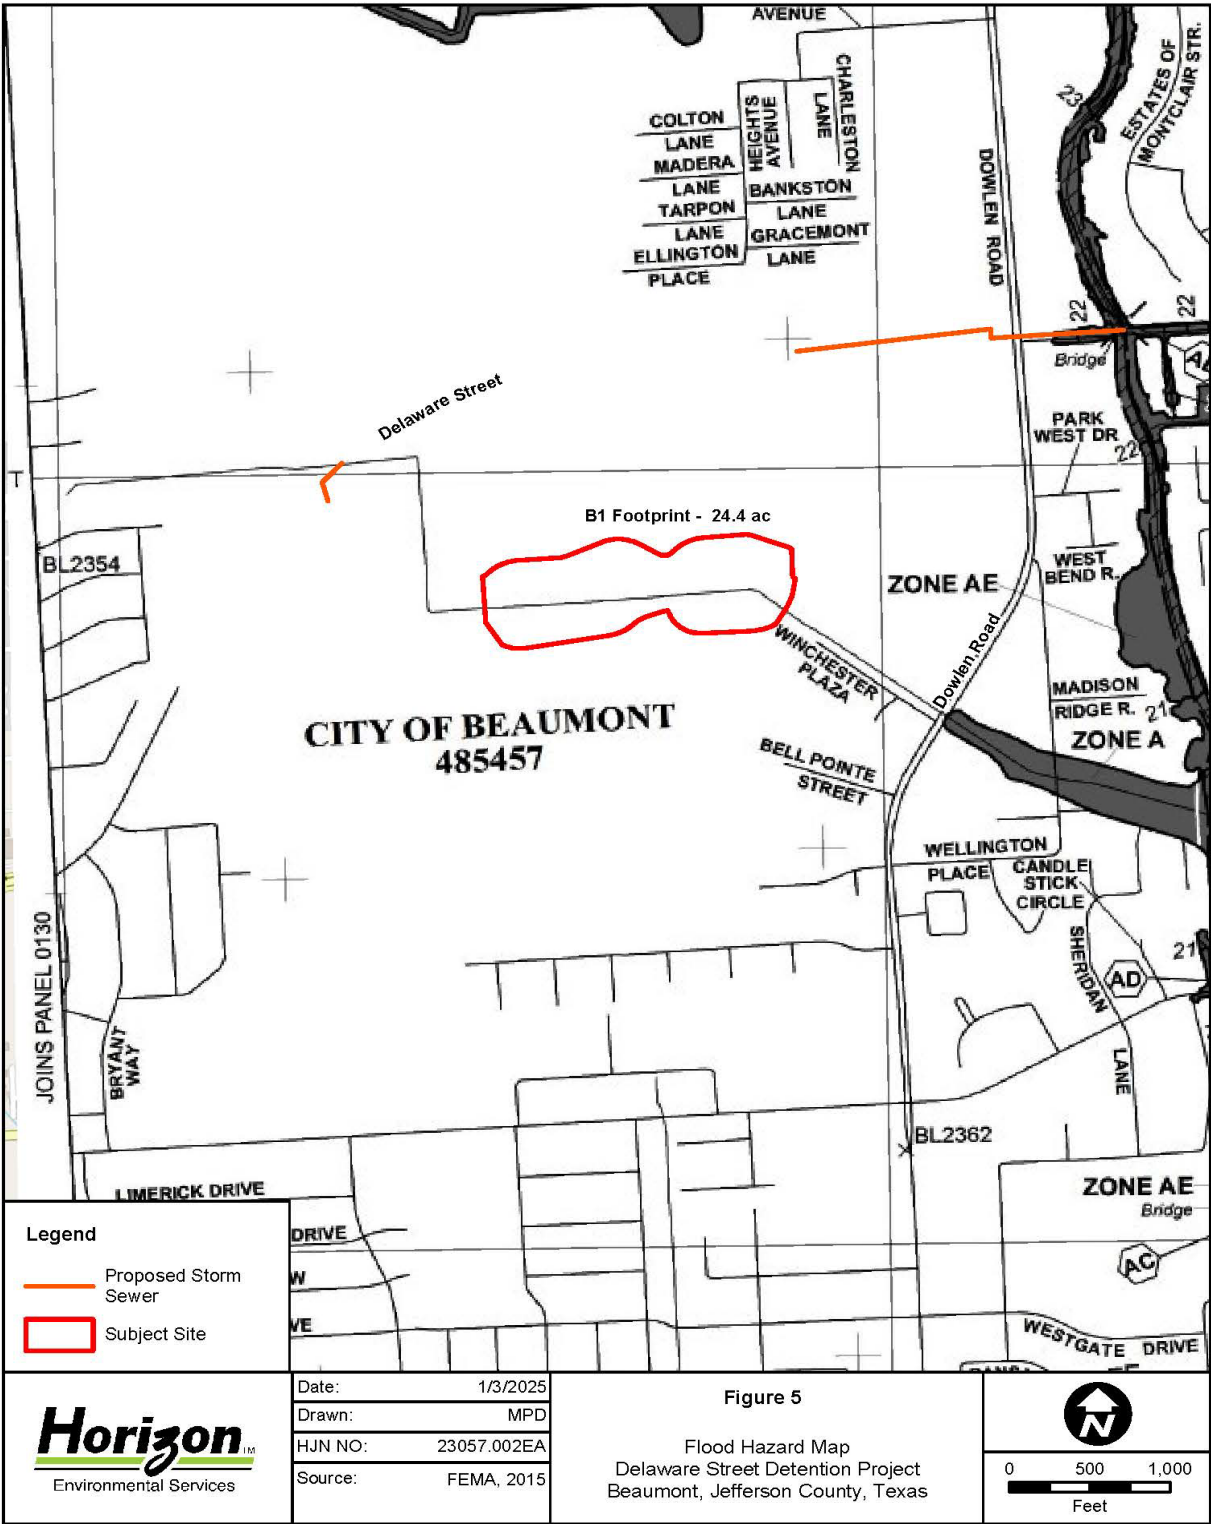 AVENUE
CHARLESTON
LANE
HEIGHTS
AVENUE
COLTON
LANE
MADERA
LANE
TARPON
LANE
ELLINGTON
PLACE
BANKSTON
LANE
GRACEMONT
LANE
DOWLEN ROAD
23
ESTATES OF
MONTCLAIR STR.
22
22
Bridge
Delaware Street
PARK
WEST DR
22
T
B1 Footprint - 24.4 ac
BL2354
WEST
BEND R.
ZONE AE
WINCHESTER
PLAZA
Dowlen Road
MADISON
RIDGE R.
21
ZONE A
CITY OF BEAUMONT
485457
BELL POINTE
STREET
WELLINGTON
PLACE
CANDLE
STICK
CIRCLE
SHERIDAN
LANE
21
AD
JOINS PANEL 0130
BRYANT
WAY
BL2362
LIMERICK DRIVE
ZONE AE
Bridge
AC
DRIVE
W
VE
WESTGATE DRIVE
Legend
Proposed Storm
Sewer
Subject Site
Horizon TM
Environmental Services
Date: 1/3/2025
Drawn: MPD
HJN NO: 23057.002EA
Source: FEMA, 2015
Figure 5
Flood Hazard Map
Delaware Street Detention Project
Beaumont, Jefferson County, Texas
N
0 500 1,000
Feet